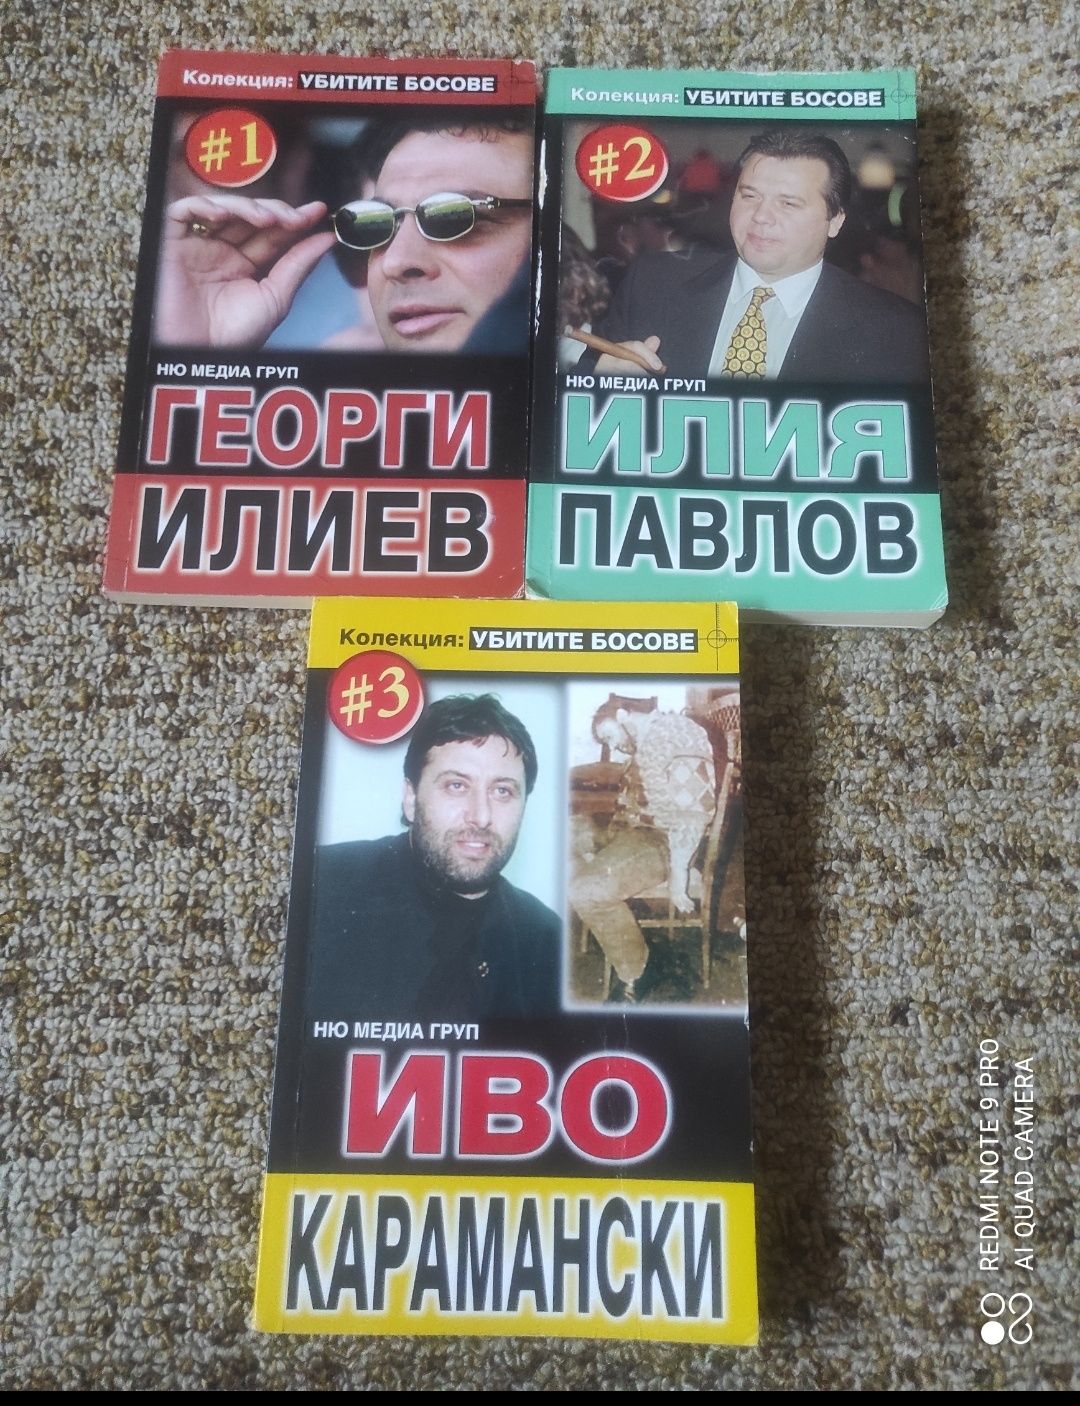 Колекция: УБИТИТЕ БОСОВЕ
#1
НЮ МЕДИА ГРУП
ГЕОРГИ
ИЛИЕВ
Колекция: УБИТИТЕ БОСОВЕ
#2
НЮ МЕДИА ГРУП
ИЛИЯ
ПАВЛОВ
Колекция: УБИТИТЕ БОСОВЕ
#3
НЮ МЕДИА ГРУП
ИВО
КАРАМАНСКИ
REDMI NOTE 9 PRO
AI QUAD CAMERA